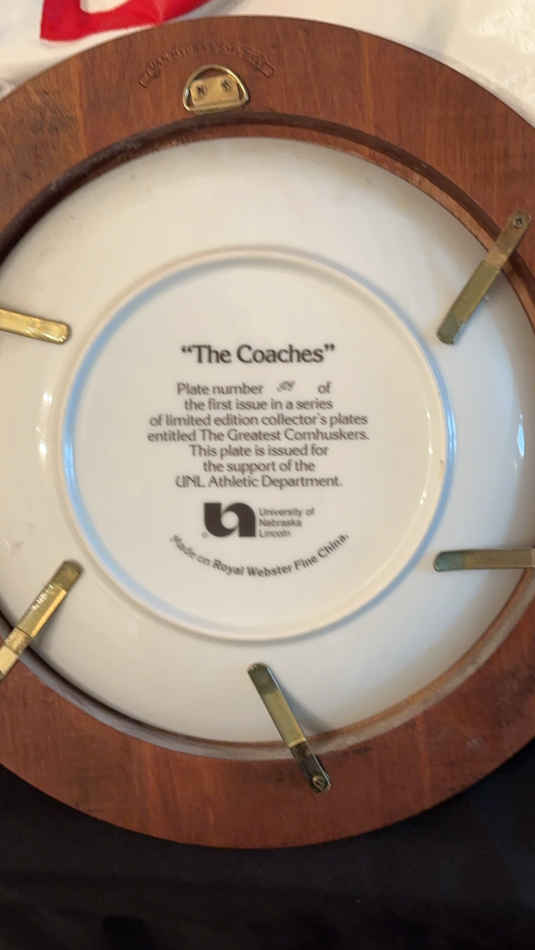 “The Coaches”
Plate number of
the first issue in a series
of limited edition collector's plates
entitled The Greatest Cornhuskers.
This plate is issued for
the support of the
UNL Athletic Department.
University of
Nebraska
Lincoln
Made on Royal Webster Fine China.